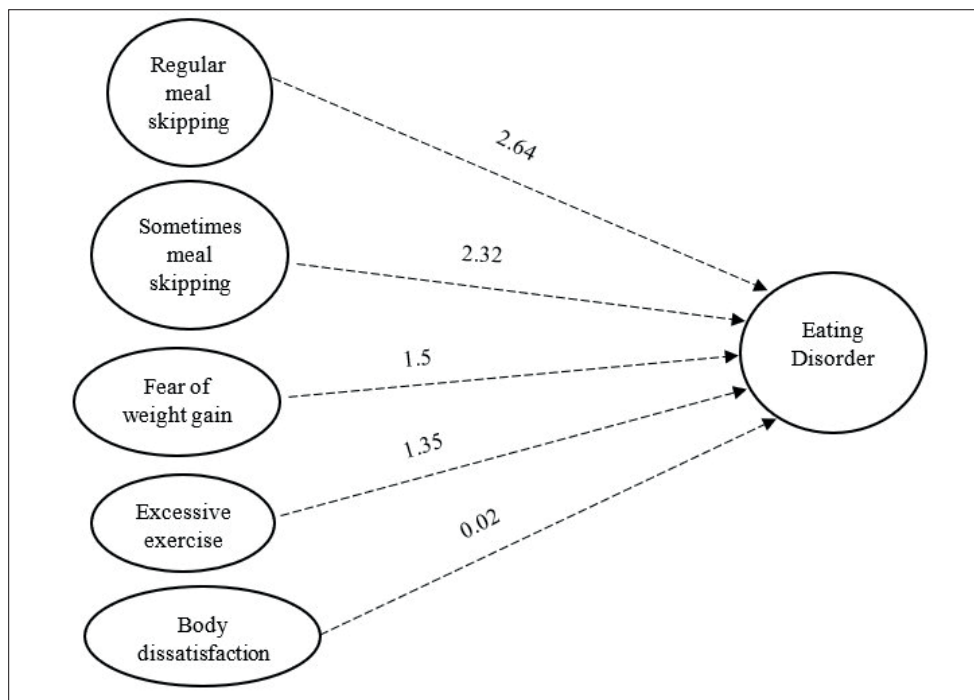 Regular
meal
skipping
2.64
Sometimes
meal
skipping
2.32
Eating
Disorder
Fear of
weight gain
1.5
Excessive
exercise
1.35
Body
dissatisfaction
0.02